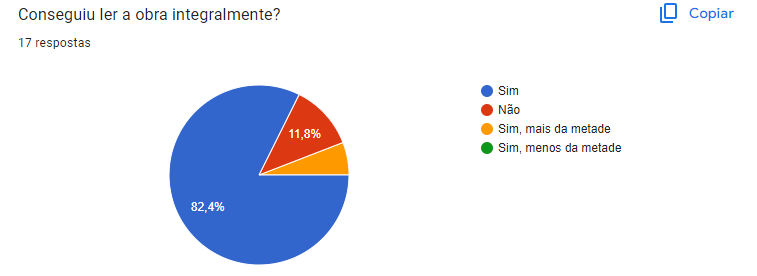 Conseguiu ler a obra integralmente?
Copiar
17 respostas
Sim
Não
Sim, mais da metade
Sim, menos da metade
11,8%
82,4%